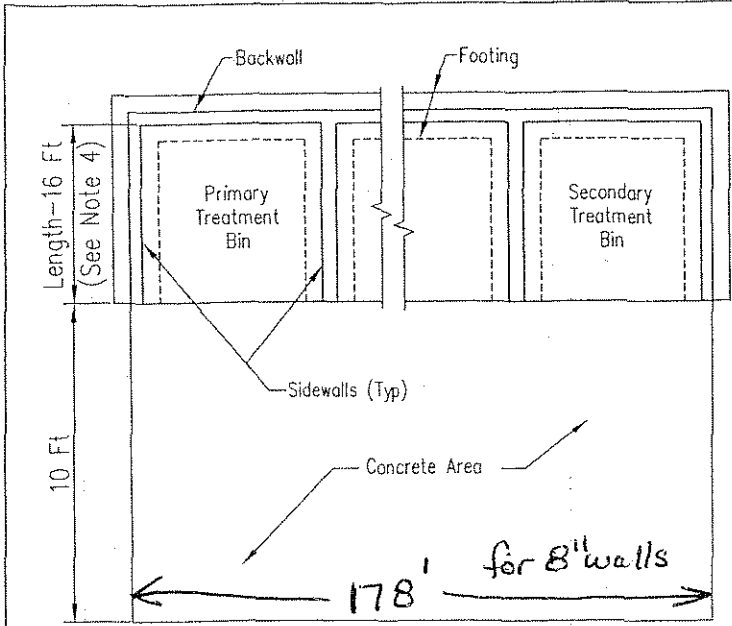 Backwall
Footing
Length-16 Ft
(See Note 4)
Primary
Treatment
Bin
Secondary
Treatment
Bin
Sidewalls (Typ)
10 Ft
Concrete Area
for 8" walls
178'